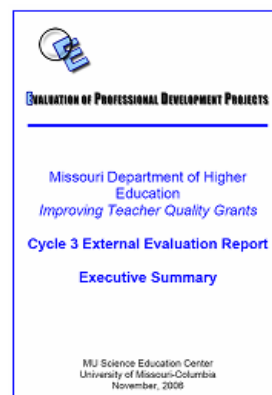 EVALUATION OF PROFESSIONAL DEVELOPMENT PROJECTS
Missouri Department of Higher
Education
Improving Teacher Quality Grants
Cycle 3 External Evaluation Report
Executive Summary
MU Science Education Center
University of Missouri-Columbia
November, 2006